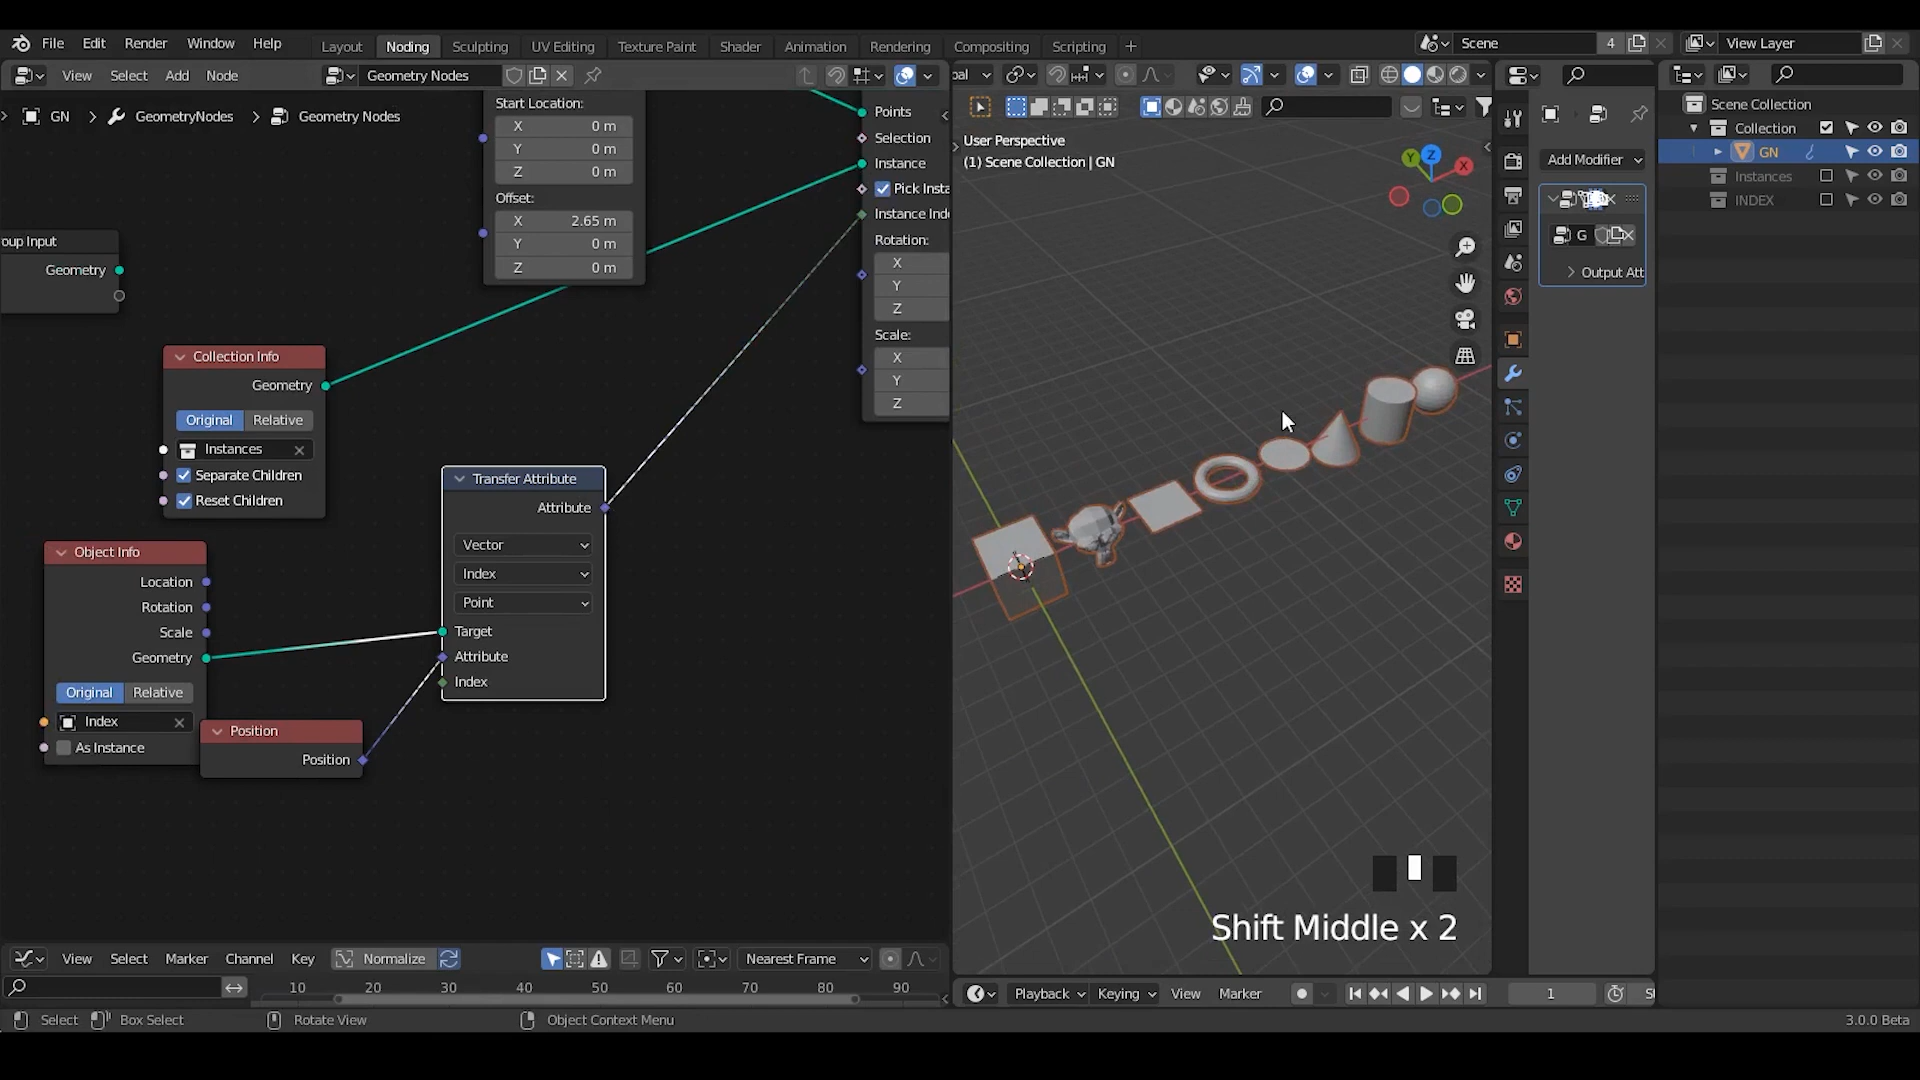 File Edit Render Window Help Layout Noding Sculpting UV Editing Texture Paint Shader Animation Rendering Compositing Scripting Scene 4 View Layer
View Select Add Node Geometry Nodes
GN GeometryNodes Geometry Nodes
User Perspective
(1) Scene Collection | GN
Start Location:
X 0 m
Y 0 m
Z 0 m
Offset:
X 2.65 m
Y 0 m
Z 0 m
Points
Selection
Instance
Pick Insta
Instance Ind
Rotation:
X
Y
Z
Scale:
X
Y
Z
oup Input
Geometry
Collection Info
Geometry
Original Relative
Instances
Separate Children
Reset Children
Transfer Attribute
Attribute
Vector
Index
Point
Target
Attribute
Index
Object Info
Location
Rotation
Scale
Geometry
Original Relative
Index
As Instance
Position
Position
Add Modifier
G
Output Att
Scene Collection
Collection
GN
Instances
INDEX
Y Z X
Shift Middle x 2
View Select Marker Channel Key Normalize Nearest Frame
10 20 30 40 50 60 70 80 90
Playback Keying View Marker 1
Select Box Select Rotate View Object Context Menu 3.0.0 Beta